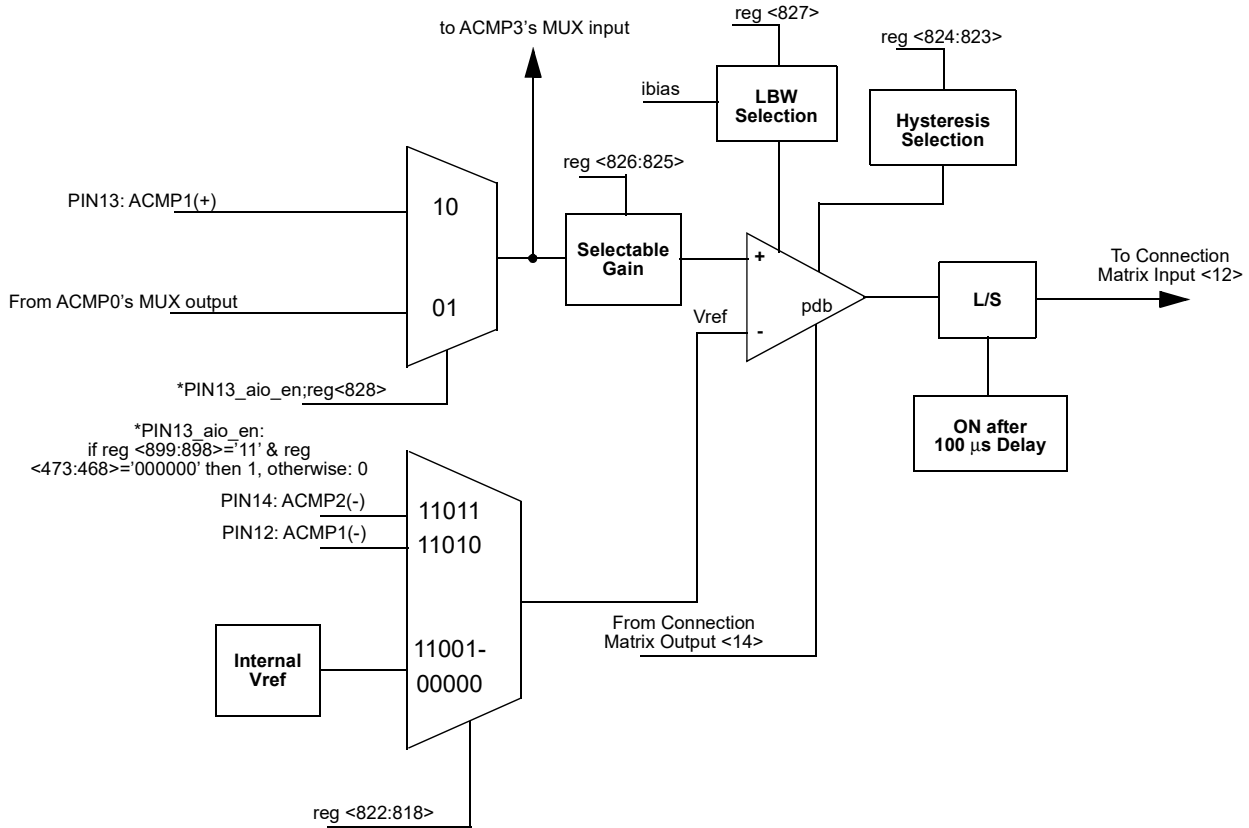 reg <827>
to ACMP3's MUX input
reg <824:823>
ibias
LBW
Selection
Hysteresis
Selection
reg <826:825>
PIN13: ACMP1(+)
10
Selectable
Gain
+
To Connection
Matrix Input <12>
From ACMP0's MUX output
01
L/S
pdb
Vref
-
*PIN13_aio_en;reg<828>
*PIN13_aio_en:
if reg <899:898>='11' & reg
<473:468>='000000' then 1, otherwise: 0
ON after
100 μs Delay
PIN14: ACMP2(-)
11011
PIN12: ACMP1(-)
11010
From Connection
Matrix Output <14>
Internal
Vref
11001-
00000
reg <822:818>